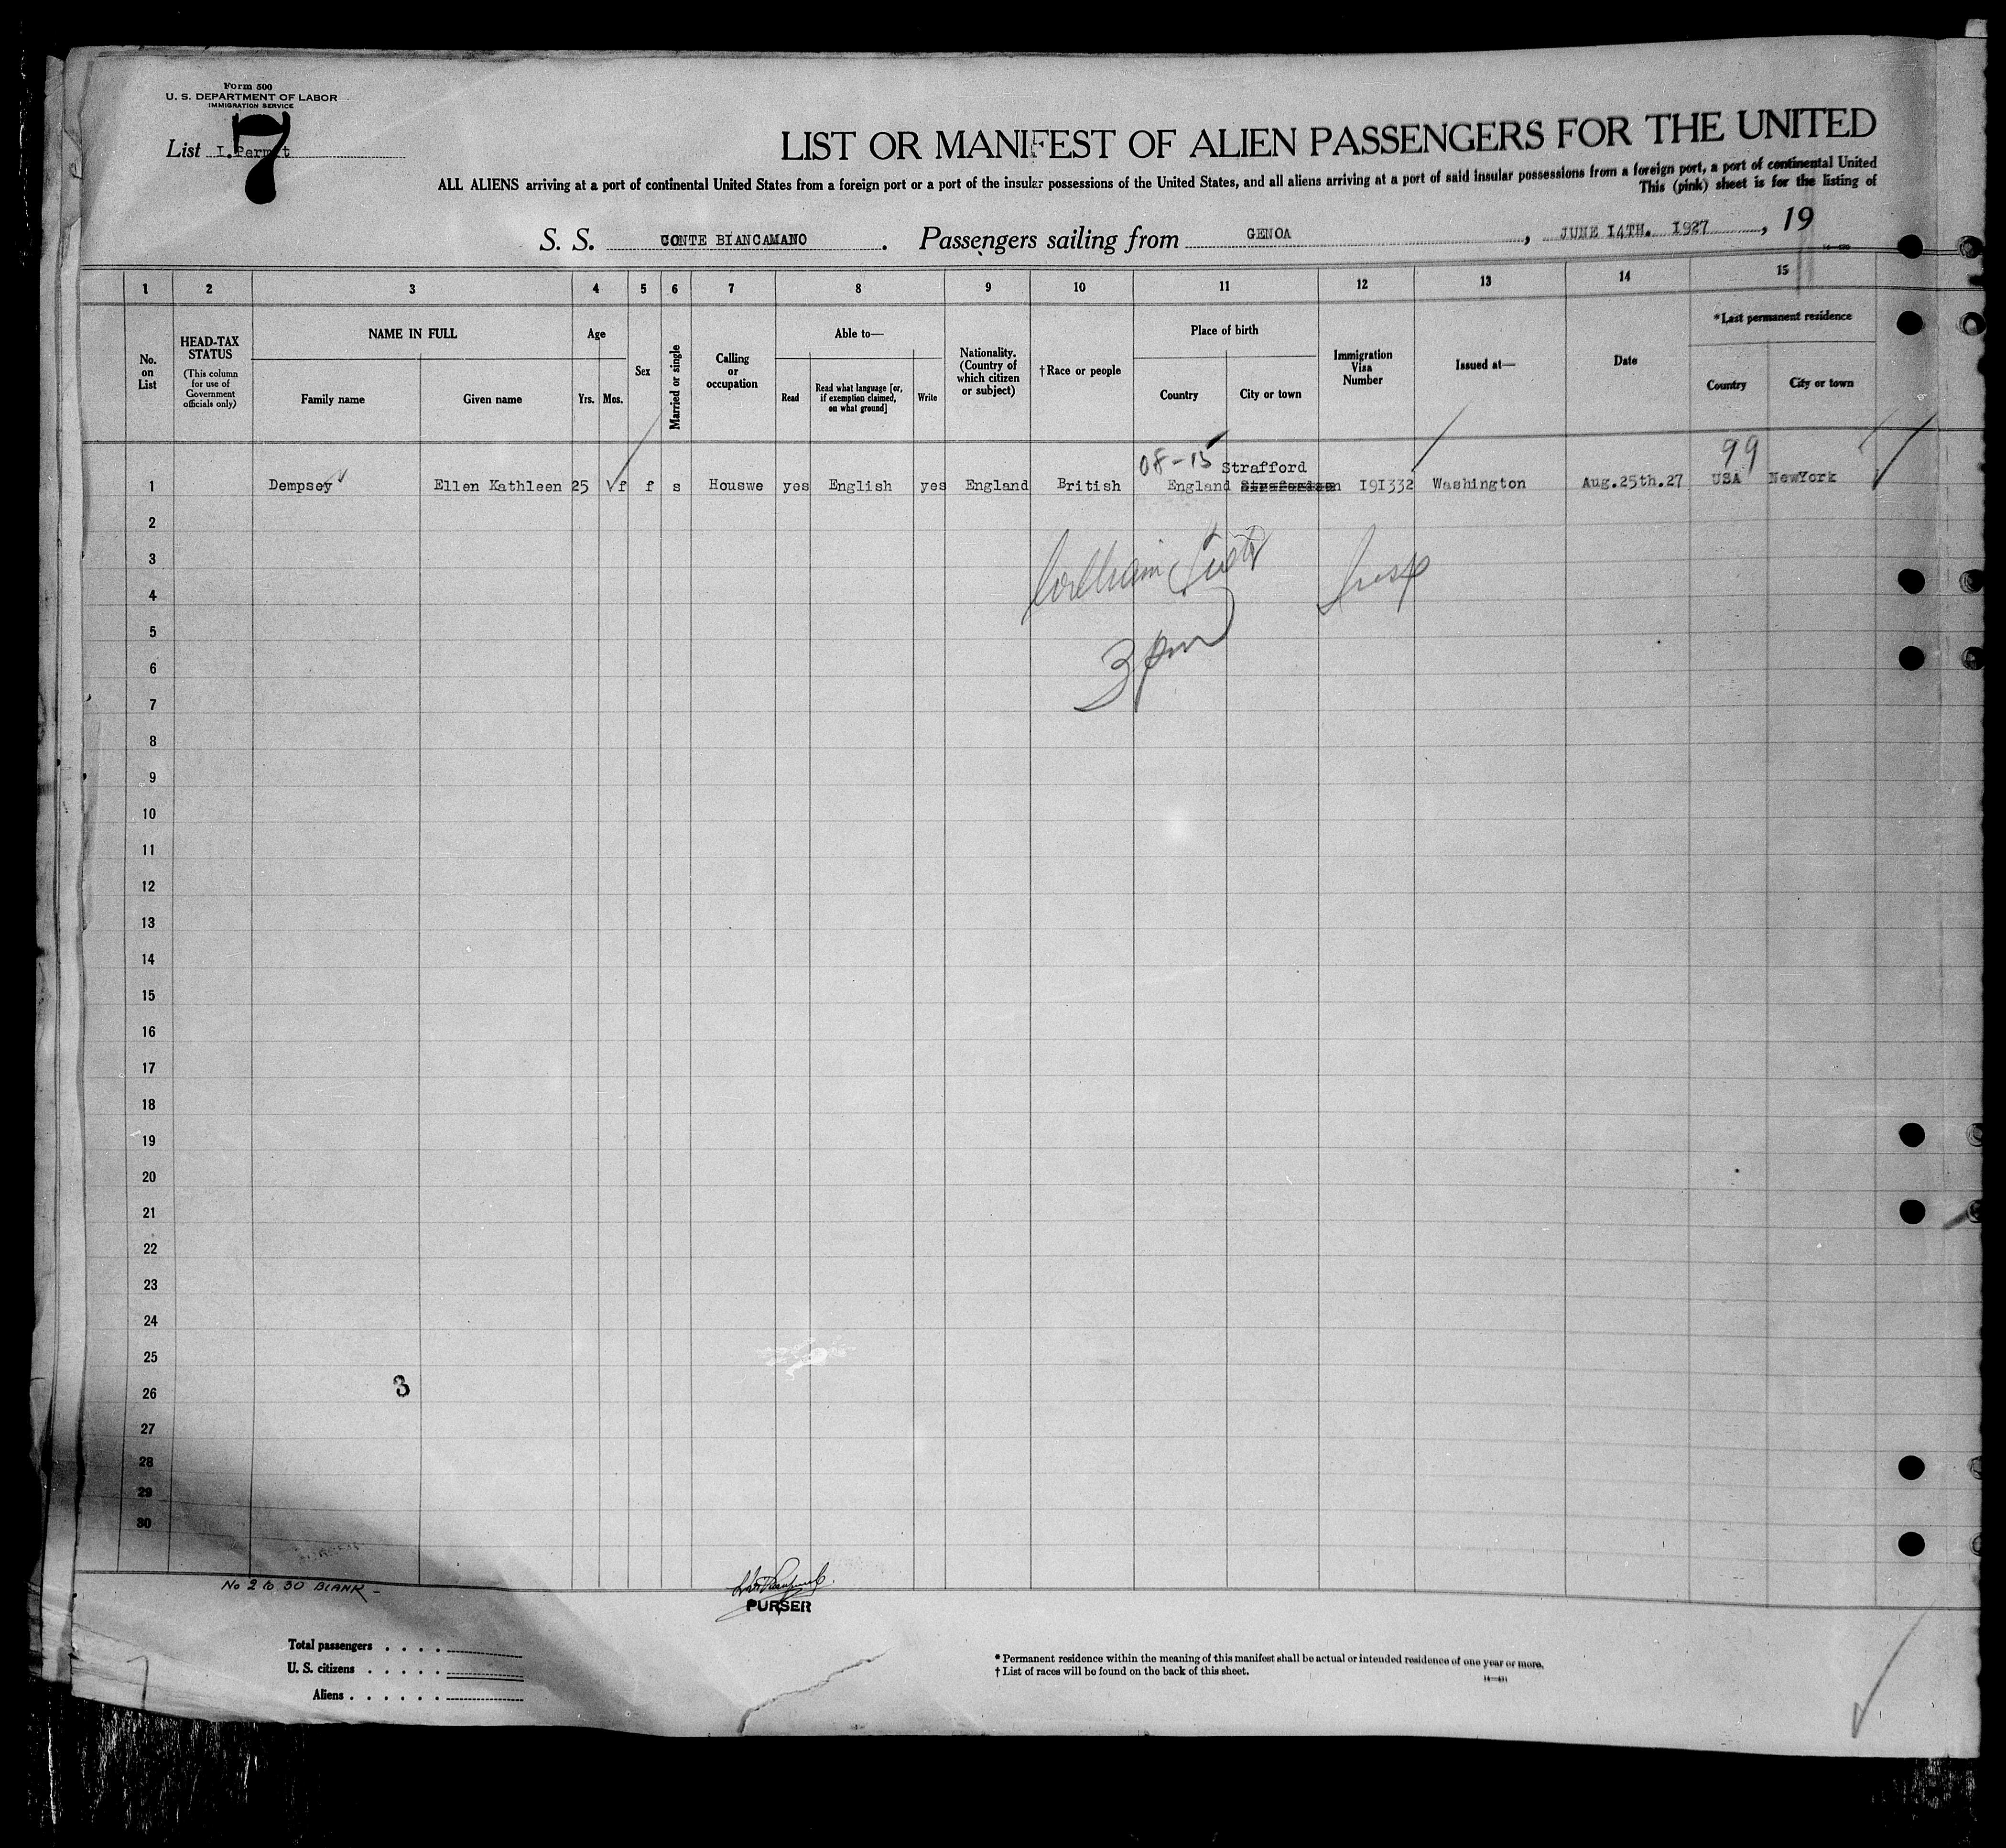 Form 500
U. S. DEPARTMENT OF LABOR
IMMIGRATION SERVICE
List I.Permit
7
LIST OR MANIFEST OF ALIEN PASSENGERS FOR THE UNITED
ALL ALIENS arriving at a port of continental United States from a foreign port or a port of the insular possessions of the United States, and all aliens arriving at a port of said insular possessions from a foreign port, a port of continental United
This (pink) sheet is for the listing of
S. S. CONTE BIANCAMANO . Passengers sailing from GENOA , JUNE 14TH. 1927 , 19
1 2 3 4 5 6 7 8 9 10 11 12 13 14 15
No. on List
HEAD-TAX STATUS
(This column for use of Government officials only)
NAME IN FULL
Family name
Given name
Age
Yrs.
Mos.
Sex
Married or single
Calling or occupation
Able to—
Read
Read what language [or, if exemption claimed, on what ground]
Write
Nationality. (Country of which citizen or subject)
† Race or people
Place of birth
Country
City or town
Immigration Visa Number
Issued at—
Date
* Last permanent residence
Country
City or town
08-15 Strafford 99
1 Dempsey Ellen Kathleen 25 f f s Houswe yes English yes England British England I9I332 Washington Aug.25th.27 USA NewYork
2
3
William Insp
4
5
3 pm
6
7
8
9
10
11
12
13
14
15
16
17
18
19
20
21
22
23
24
25
26 3
27
28
29
30
No 2 to 30 BLANK -
PURSER
Total passengers
U. S. citizens
Aliens
* Permanent residence within the meaning of this manifest shall be actual or intended residence of one year or more.
† List of races will be found on the back of this sheet.